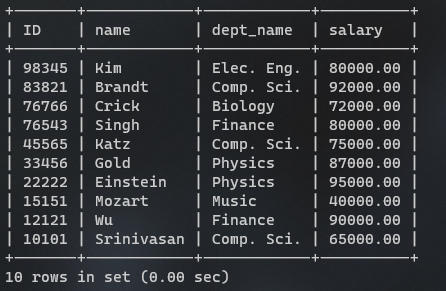 | ID | name | dept_name | salary |
| 98345 | Kim | Elec. Eng. | 80000.00 |
| 83821 | Brandt | Comp. Sci. | 92000.00 |
| 76766 | Crick | Biology | 72000.00 |
| 76543 | Singh | Finance | 80000.00 |
| 45565 | Katz | Comp. Sci. | 75000.00 |
| 33456 | Gold | Physics | 87000.00 |
| 22222 | Einstein | Physics | 95000.00 |
| 15151 | Mozart | Music | 40000.00 |
| 12121 | Wu | Finance | 90000.00 |
| 10101 | Srinivasan | Comp. Sci. | 65000.00 |
10 rows in set (0.00 sec)